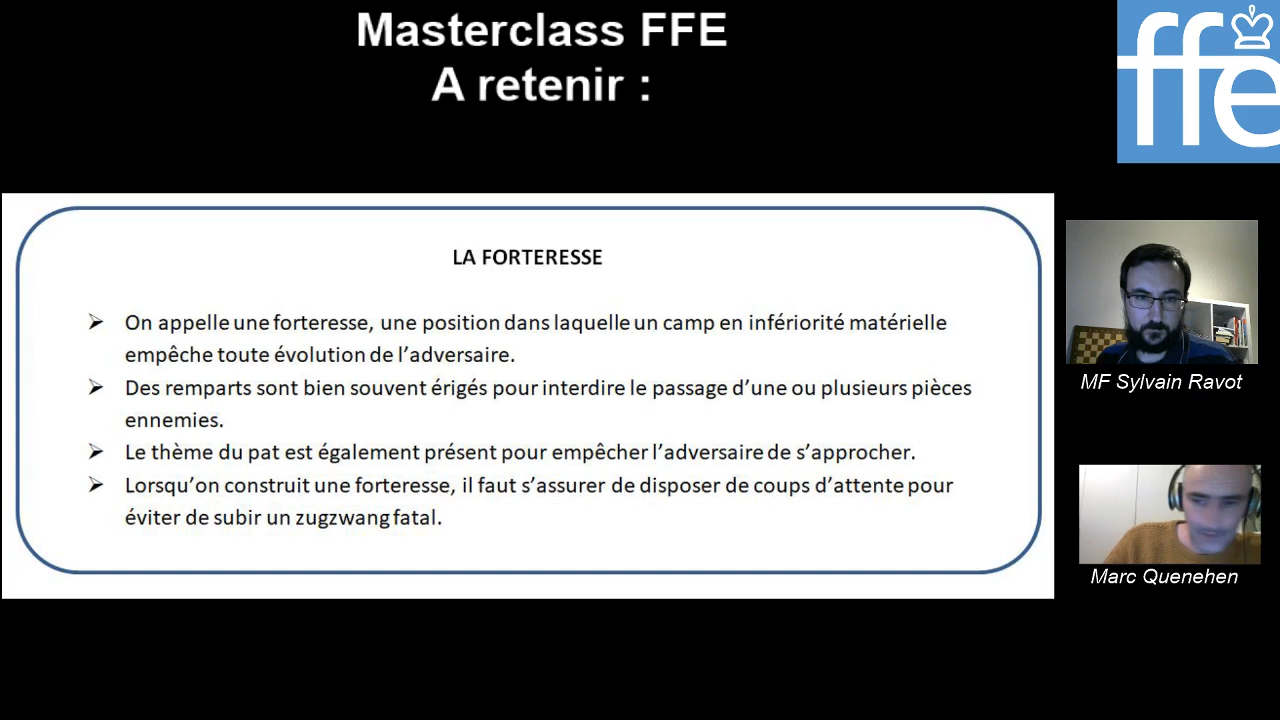 Masterclass FFE
A retenir :
ffe
LA FORTERESSE
➢ On appelle une forteresse, une position dans laquelle un camp en infériorité matérielle
empêche toute évolution de l’adversaire.
➢ Des remparts sont bien souvent érigés pour interdire le passage d’une ou plusieurs pièces
ennemies.
➢ Le thème du pat est également présent pour empêcher l’adversaire de s’approcher.
➢ Lorsqu’on construit une forteresse, il faut s’assurer de disposer de coups d’attente pour
éviter de subir un zugzwang fatal.
MF Sylvain Ravot
Marc Quenehen